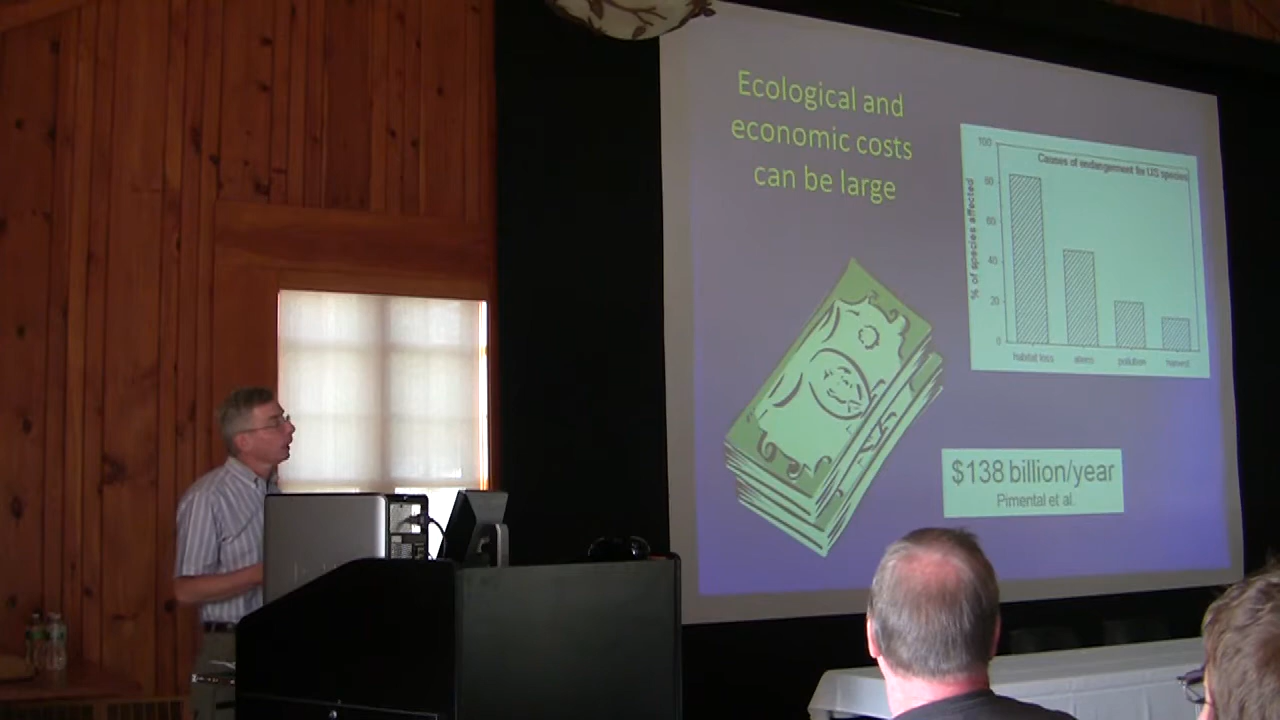 Ecological and
economic costs
can be large
Causes of endangerment for US species
% of species affected
100
80
60
40
20
0
habitat loss
aliens
pollution
harvest
$138 billion/year
Pimental et al.